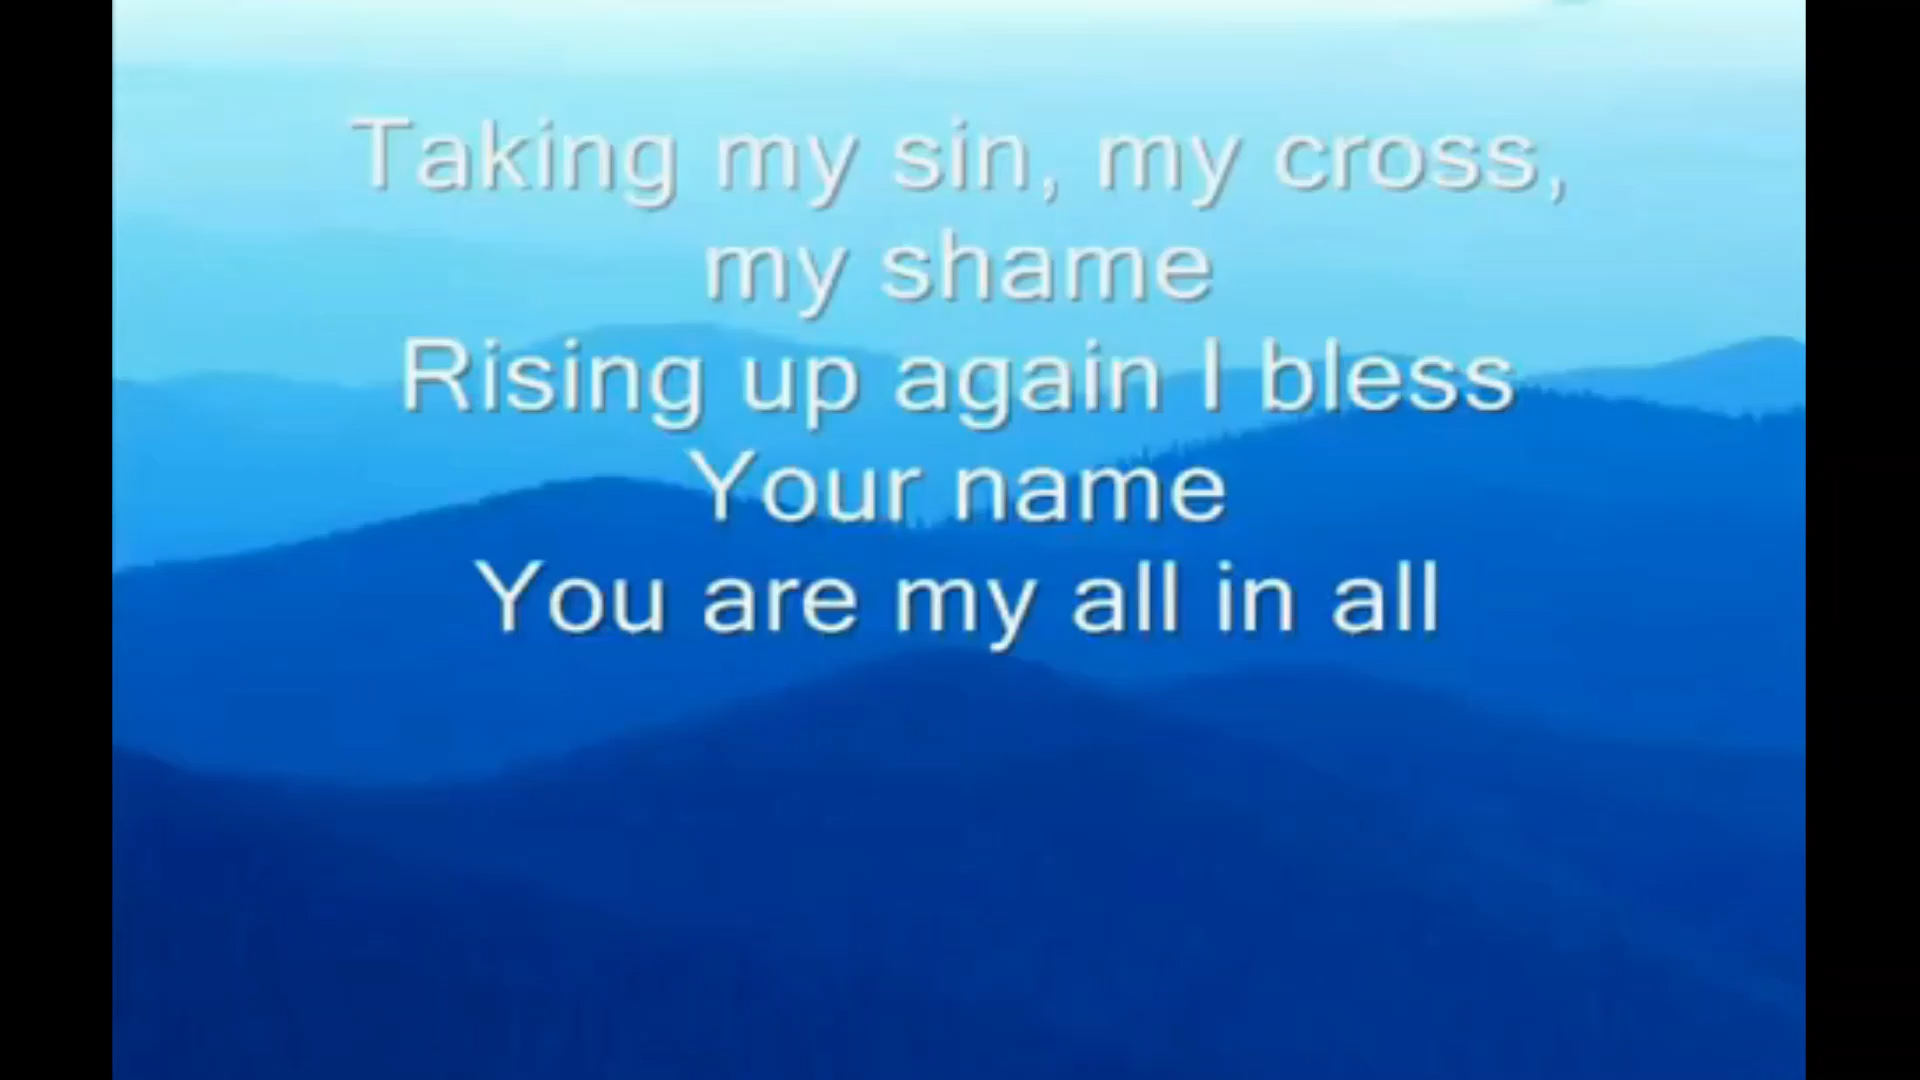 Taking my sin, my cross,
my shame
Rising up again I bless
Your name
You are my all in all